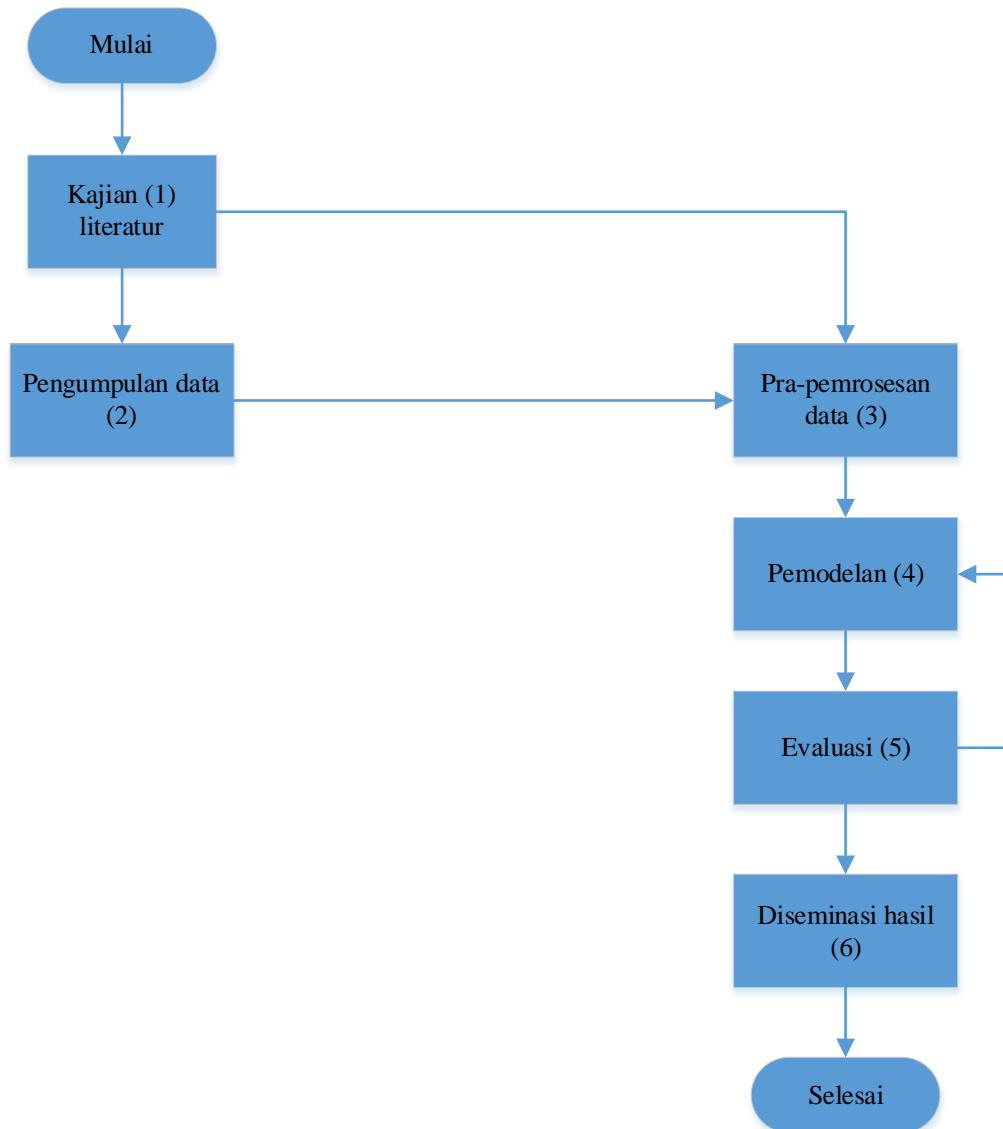 Mulai
Kajian (1)
literatur
Pengumpulan data
(2)
Pra-pemrosesan
data (3)
Pemodelan (4)
Evaluasi (5)
Diseminasi hasil
(6)
Selesai